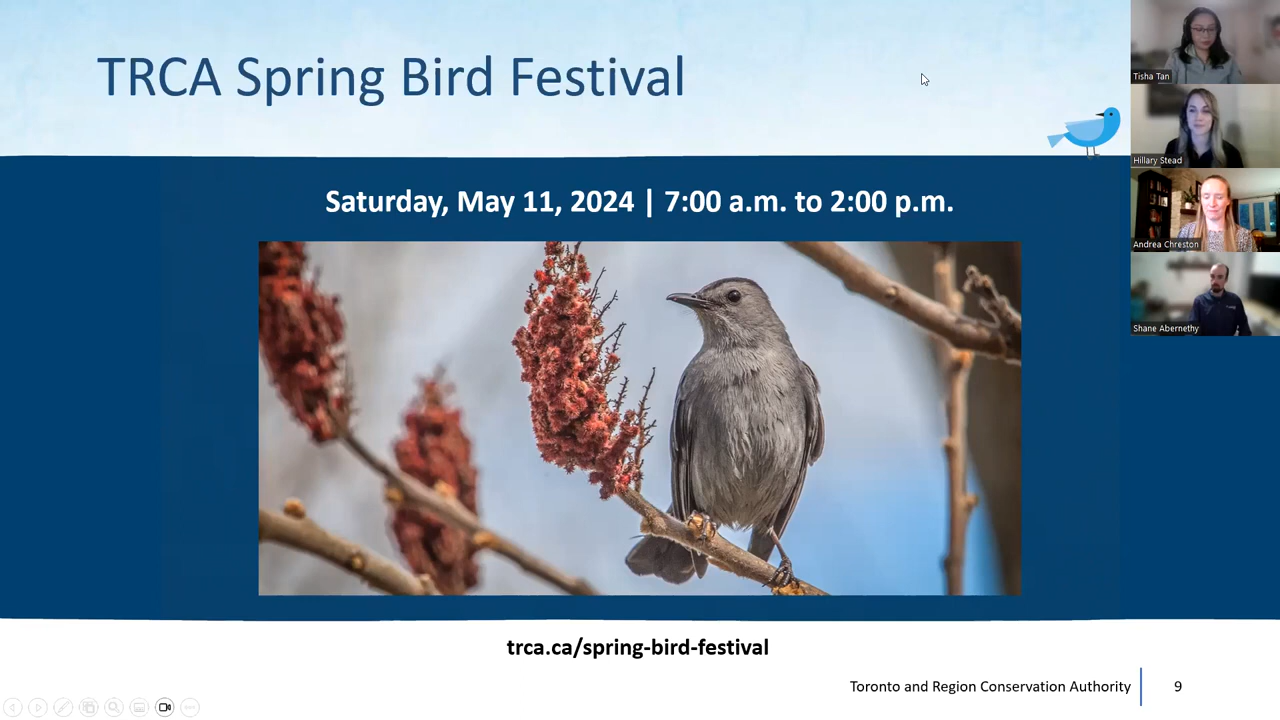 TRCA Spring Bird Festival
Saturday, May 11, 2024 | 7:00 a.m. to 2:00 p.m.
trca.ca/spring-bird-festival
Toronto and Region Conservation Authority
9
Tisha Tan
Hillary Stead
Andrea Chreston
Shane Abernethy